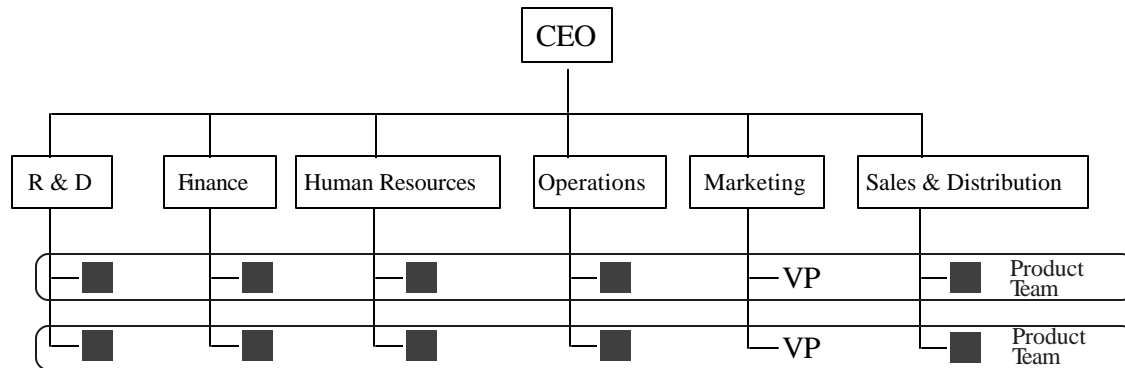 CEO
R & D
Finance
Human Resources
Operations
Marketing
Sales & Distribution
VP
Product
Team
VP
Product
Team